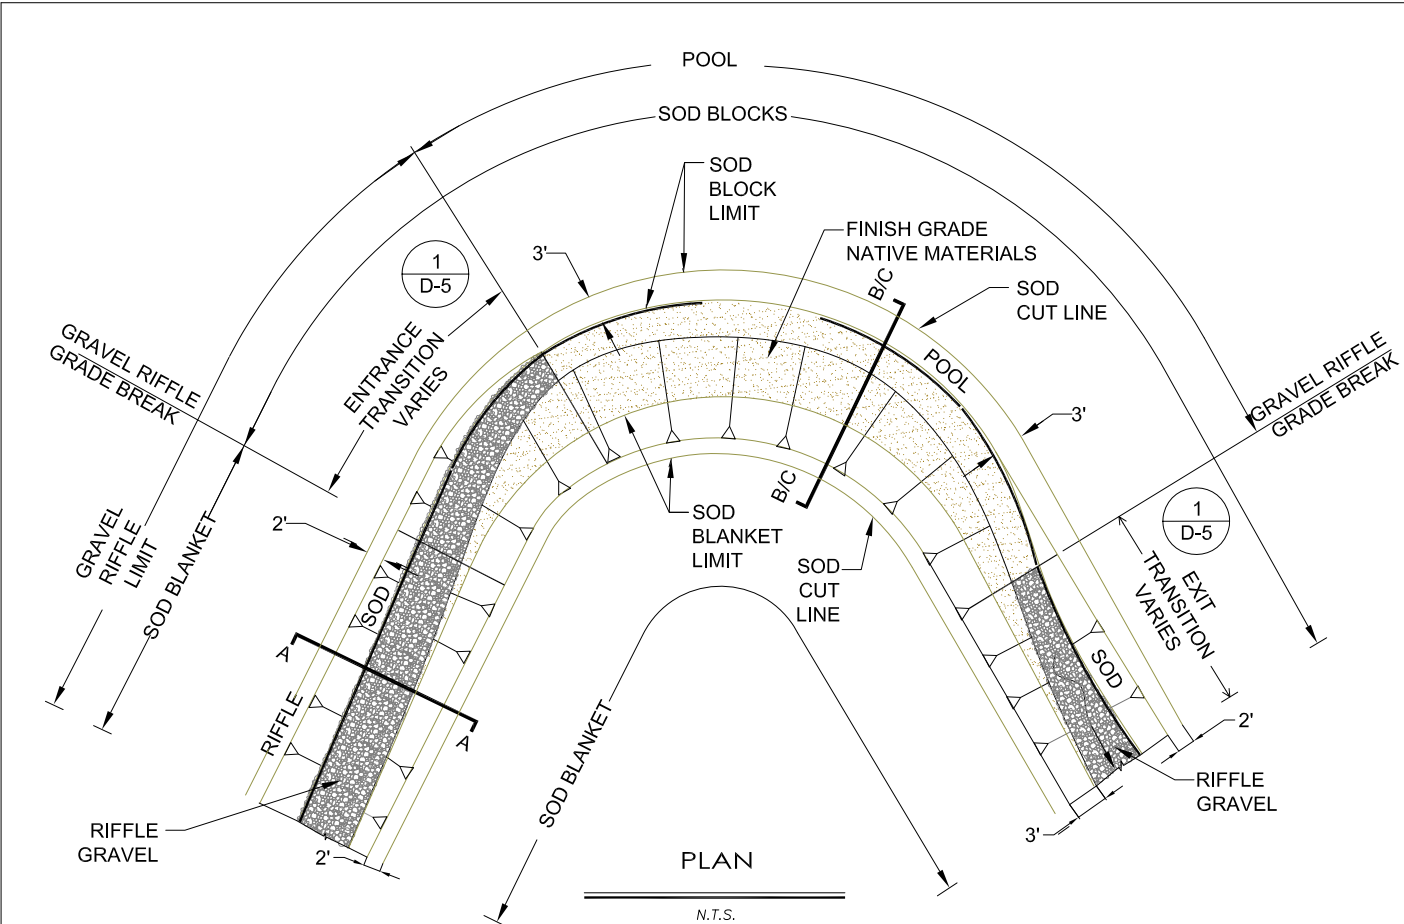 POOL
SOD BLOCKS
SOD
BLOCK
LIMIT
FINISH GRADE
NATIVE MATERIALS
3'
1
D-5
B/C
SOD
CUT LINE
POOL
GRAVEL RIFFLE
GRADE BREAK
ENTRANCE
TRANSITION
VARIES
GRAVEL RIFFLE
GRADE BREAK
3'
B/C
2'
GRAVEL
RIFFLE
LIMIT
SOD BLANKET
SOD
SOD
BLANKET
LIMIT
SOD
CUT
LINE
1
D-5
EXIT
TRANSITION
VARIES
SOD
A
A
RIFFLE
SOD BLANKET
2'
RIFFLE
GRAVEL
RIFFLE
GRAVEL
2'
3'
PLAN
N.T.S.